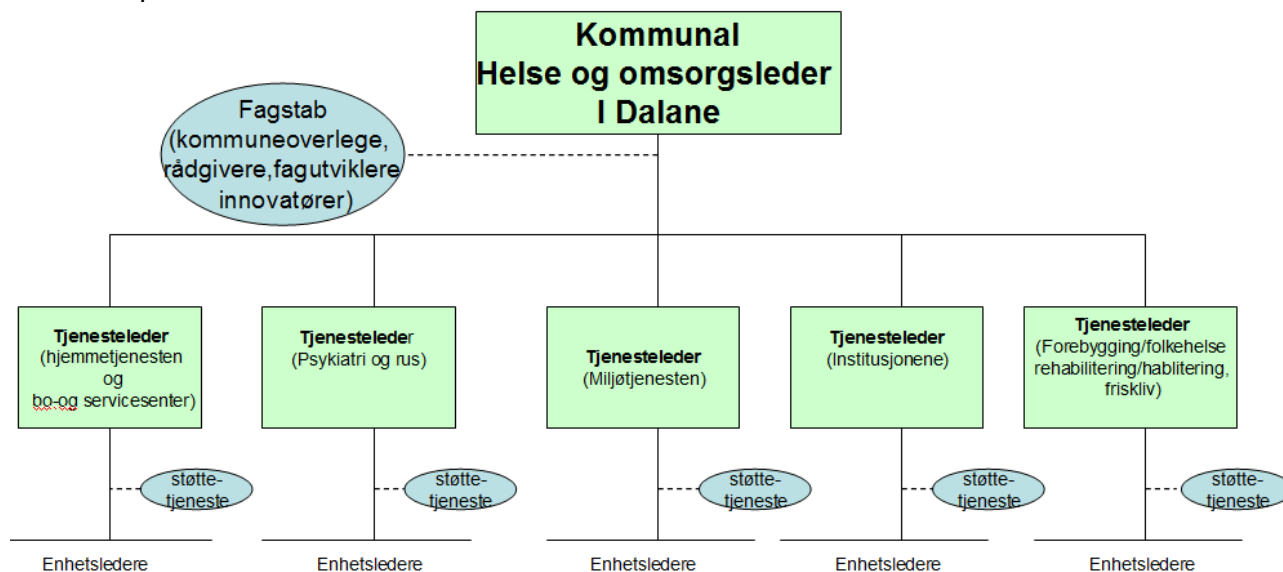 Kommunal
Helse og omsorgsleder
I Dalane
Fagstab
(kommuneoverlege,
rådgivere,fagutviklere
innovatører)
Tjenesteleder
(hjemmetjenesten
og
bo-og servicesenter)
Tjenesteleder
(Psykiatri og rus)
Tjenesteleder
(Miljøtjenesten)
Tjenesteleder
(Institusjonene)
Tjenesteleder
(Forebygging/folkehelse
rehabilitering/hablitering,
friskliv)
støtte-
tjeneste
støtte-
tjeneste
støtte-
tjeneste
støtte-
tjeneste
støtte-
tjeneste
Enhetsledere
Enhetsledere
Enhetsledere
Enhetsledere
Enhetsledere